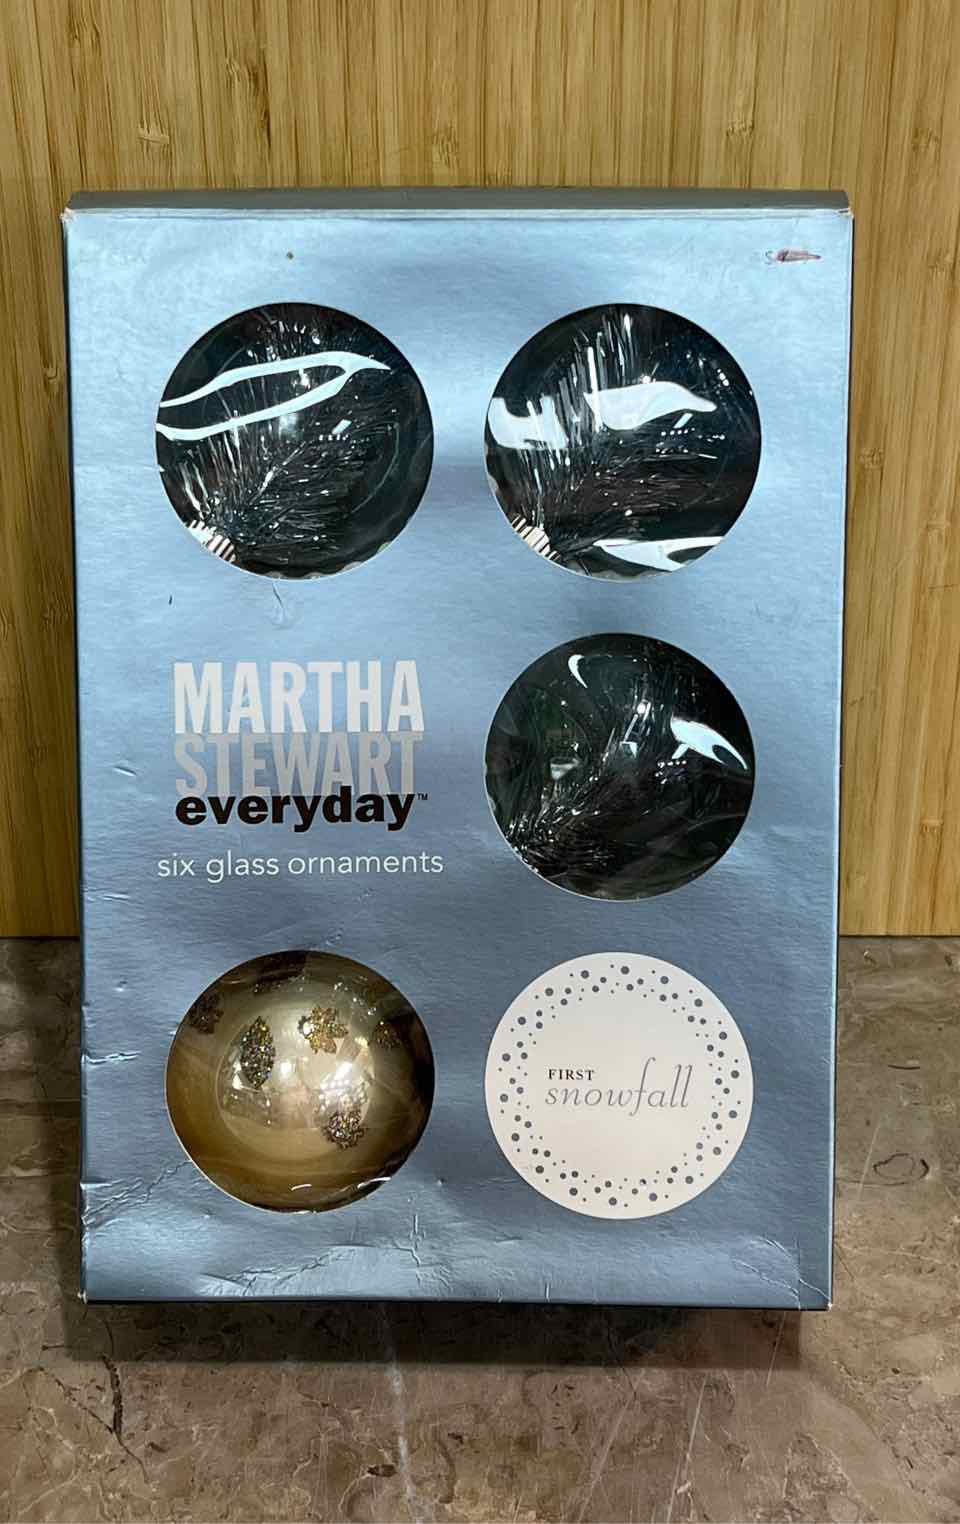 MARTHA
STEWART
everyday™
six glass ornaments
FIRST
snowfall